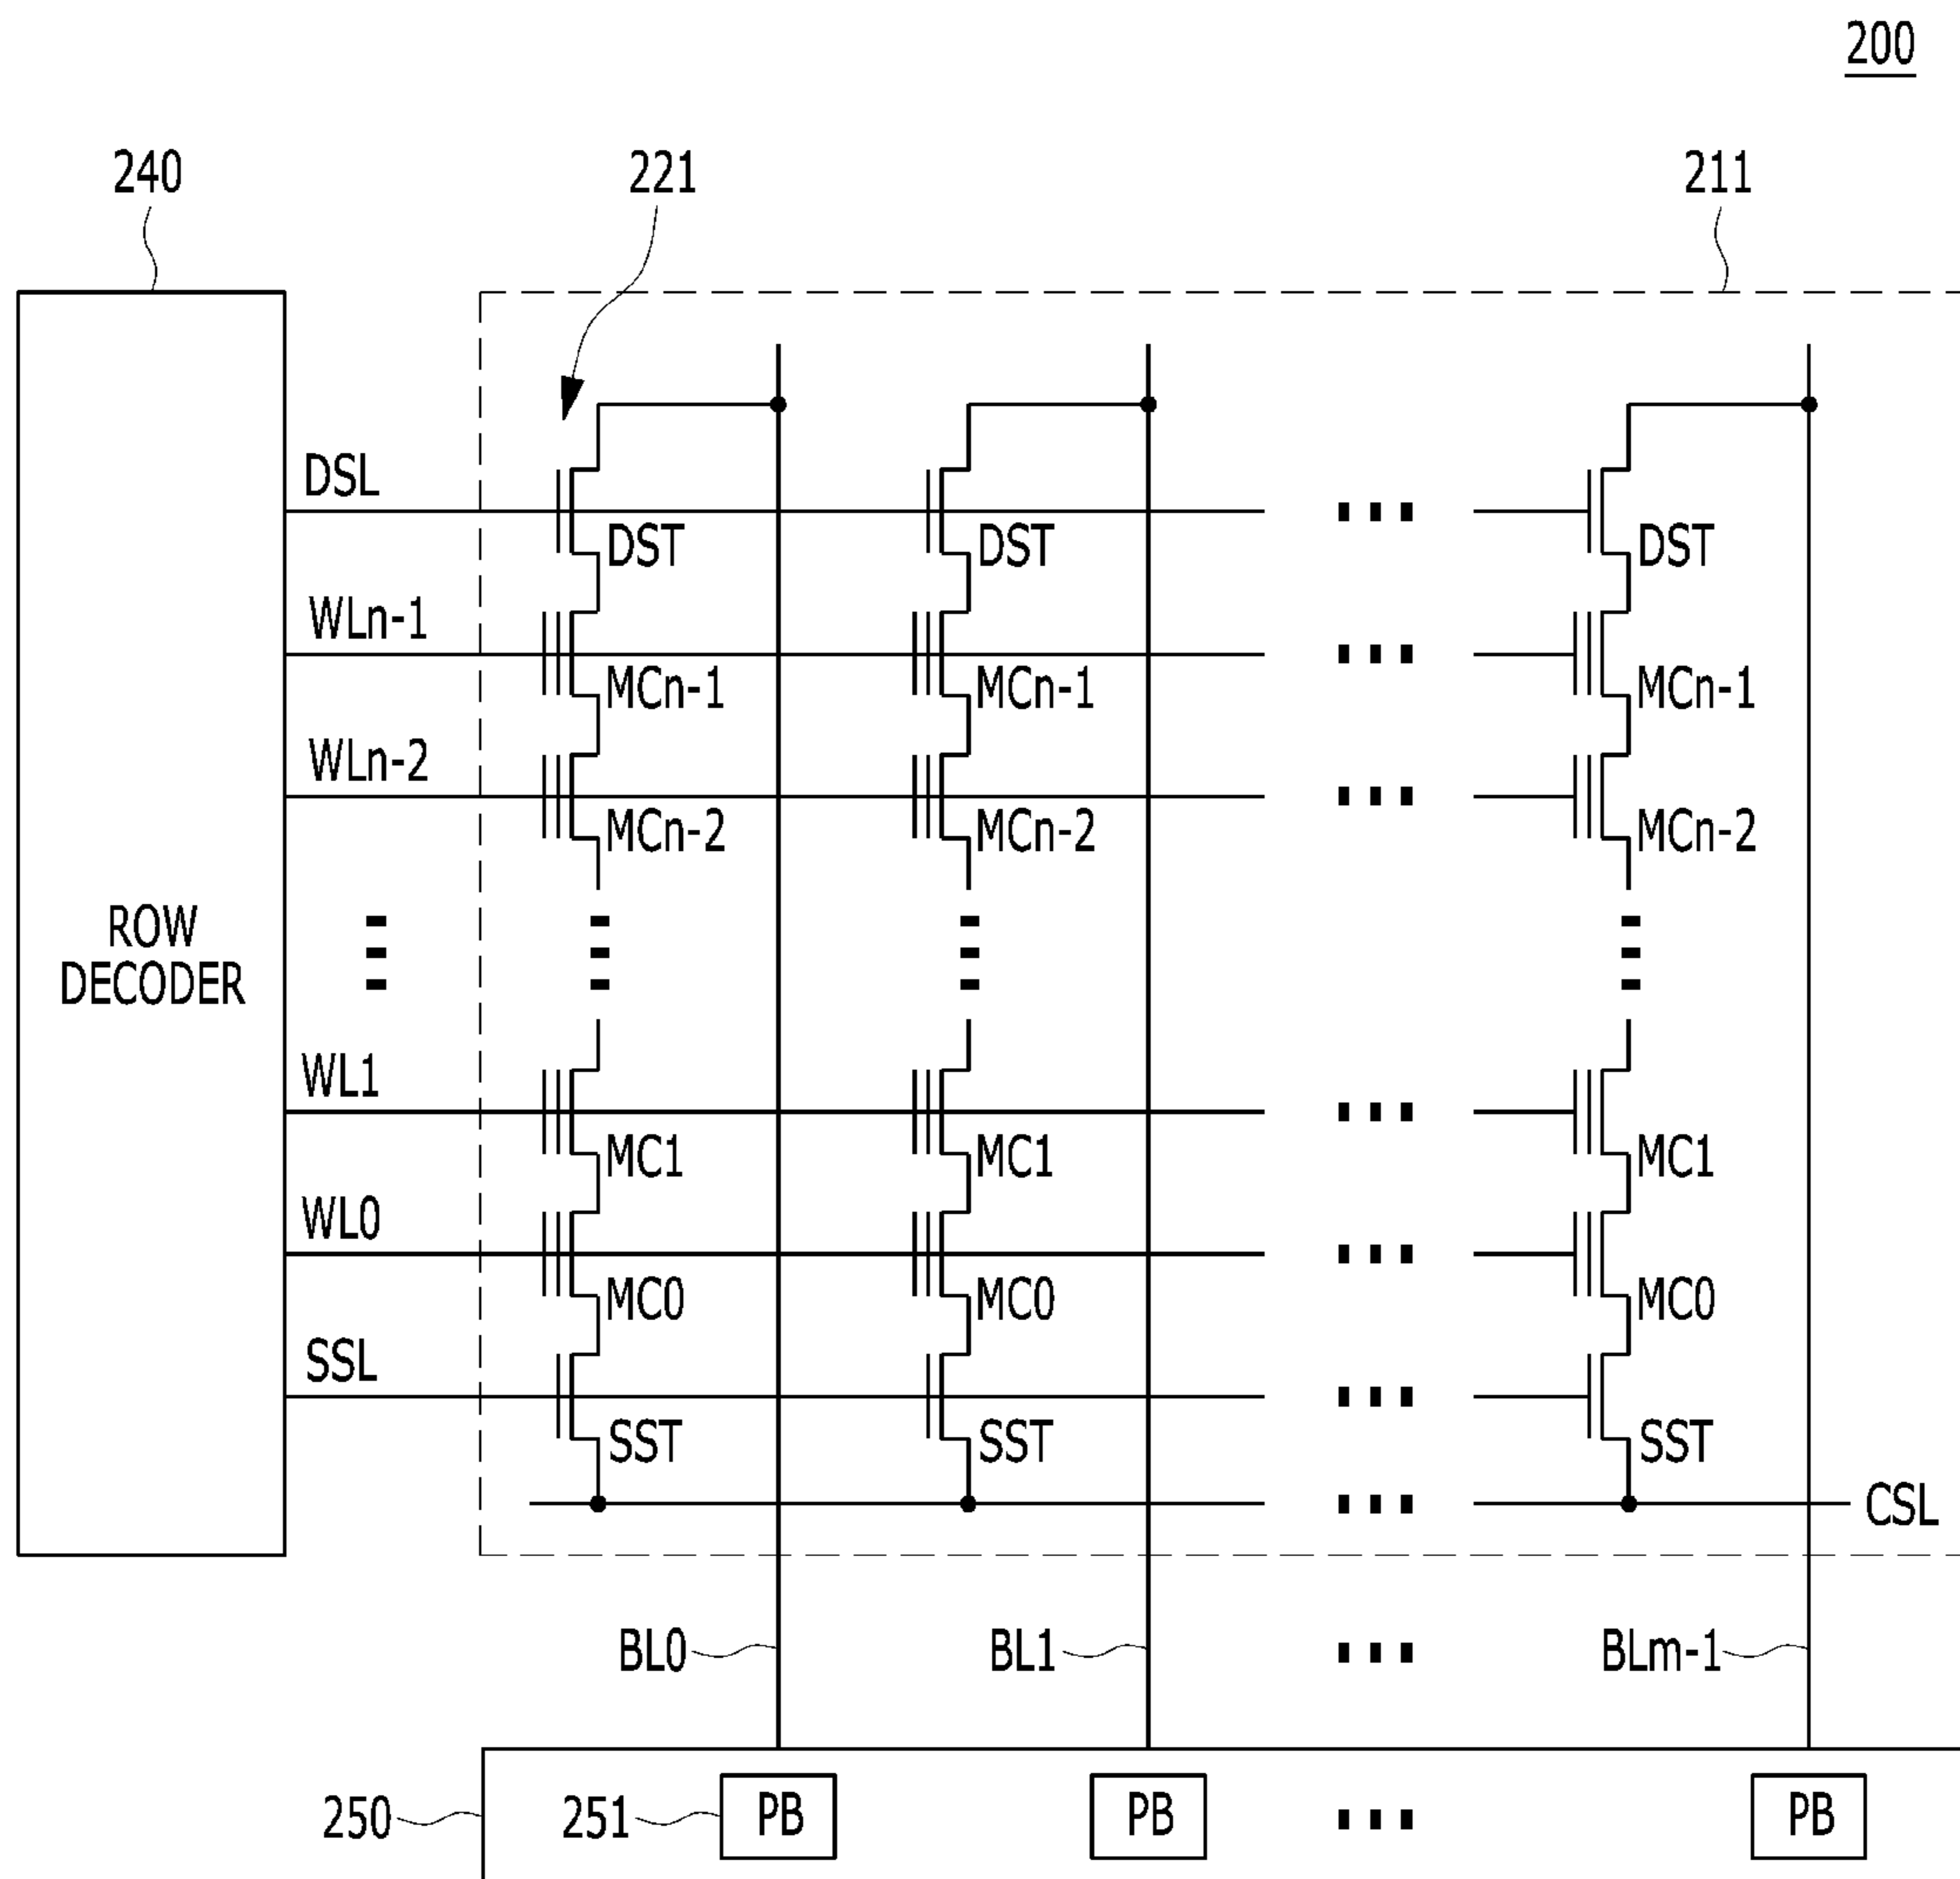 200
240
221
211
DSL
DST
DST
DST
WLn-1
MCn-1
MCn-1
MCn-1
WLn-2
MCn-2
MCn-2
MCn-2
ROW
DECODER
WL1
MC1
MC1
MC1
WL0
MC0
MC0
MC0
SSL
SST
SST
SST
CSL
BL0
BL1
BLm-1
250
251
PB
PB
PB